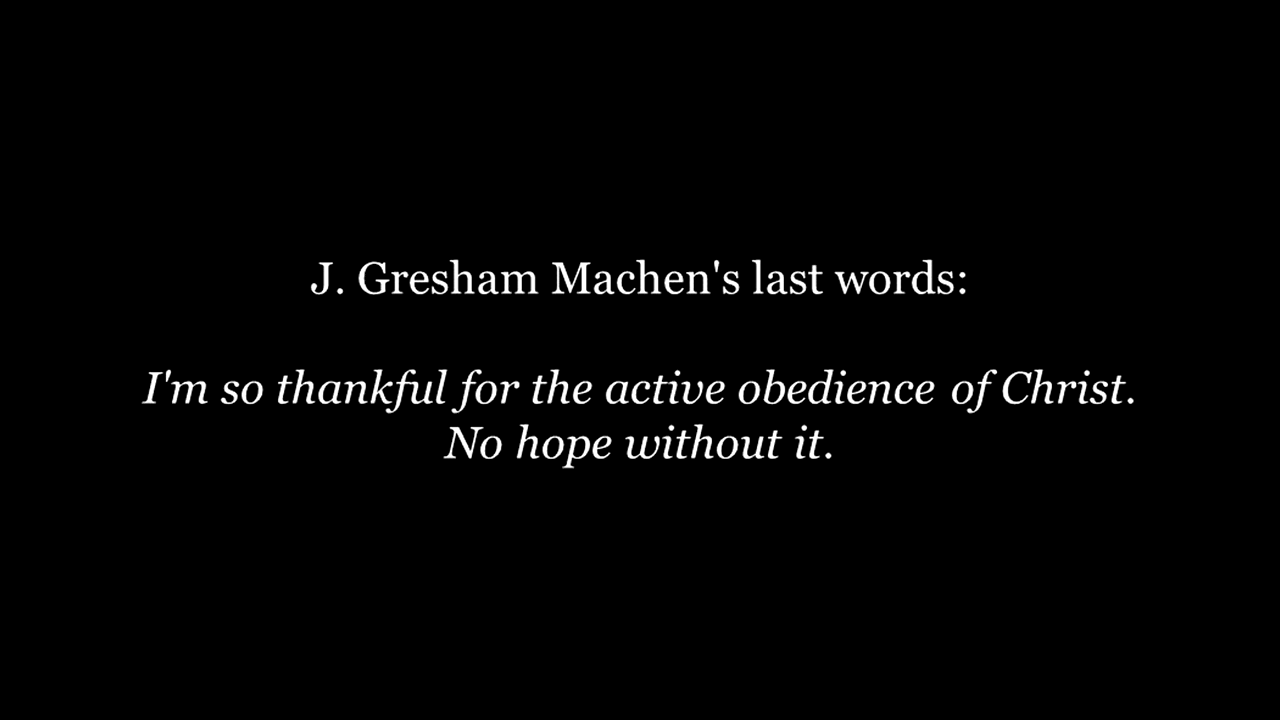 J. Gresham Machen's last words:
I'm so thankful for the active obedience of Christ.
No hope without it.